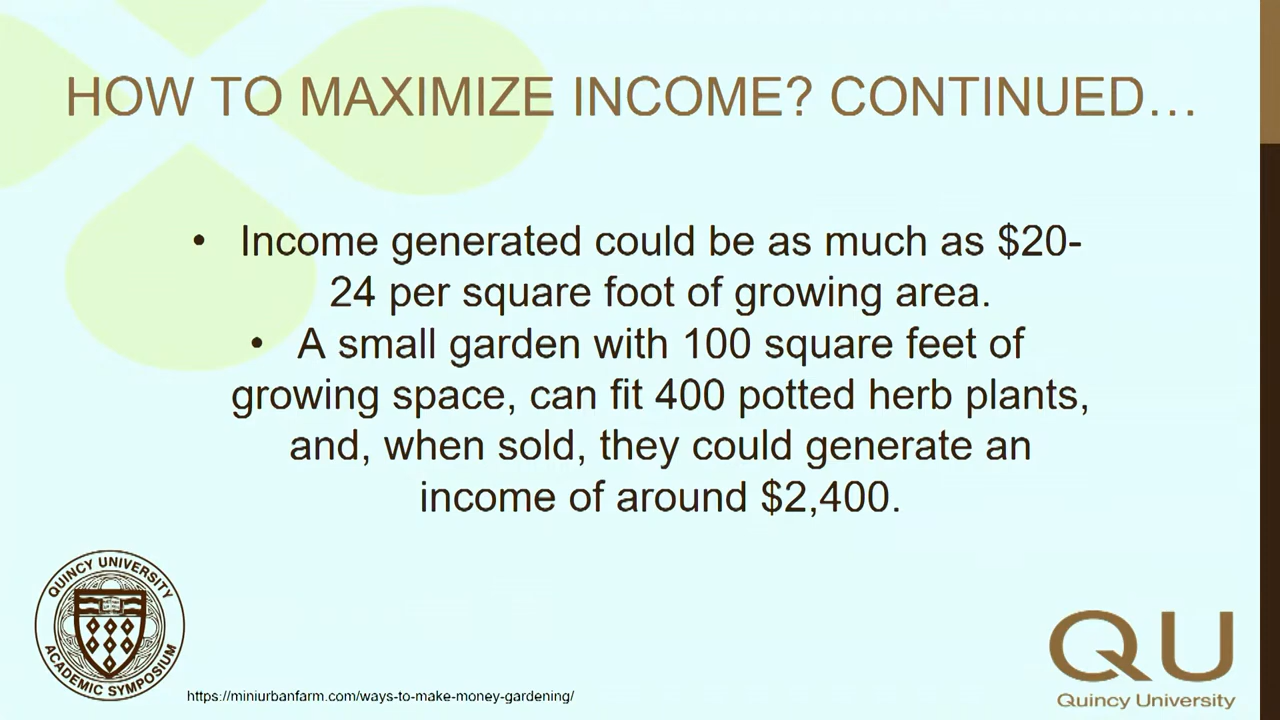 HOW TO MAXIMIZE INCOME? CONTINUED…
• Income generated could be as much as $20-
24 per square foot of growing area.
• A small garden with 100 square feet of
growing space, can fit 400 potted herb plants,
and, when sold, they could generate an
income of around $2,400.
QUINCY UNIVERSITY
ACADEMIC SYMPOSIUM
https://miniurbanfarm.com/ways-to-make-money-gardening/
QU
Quincy University